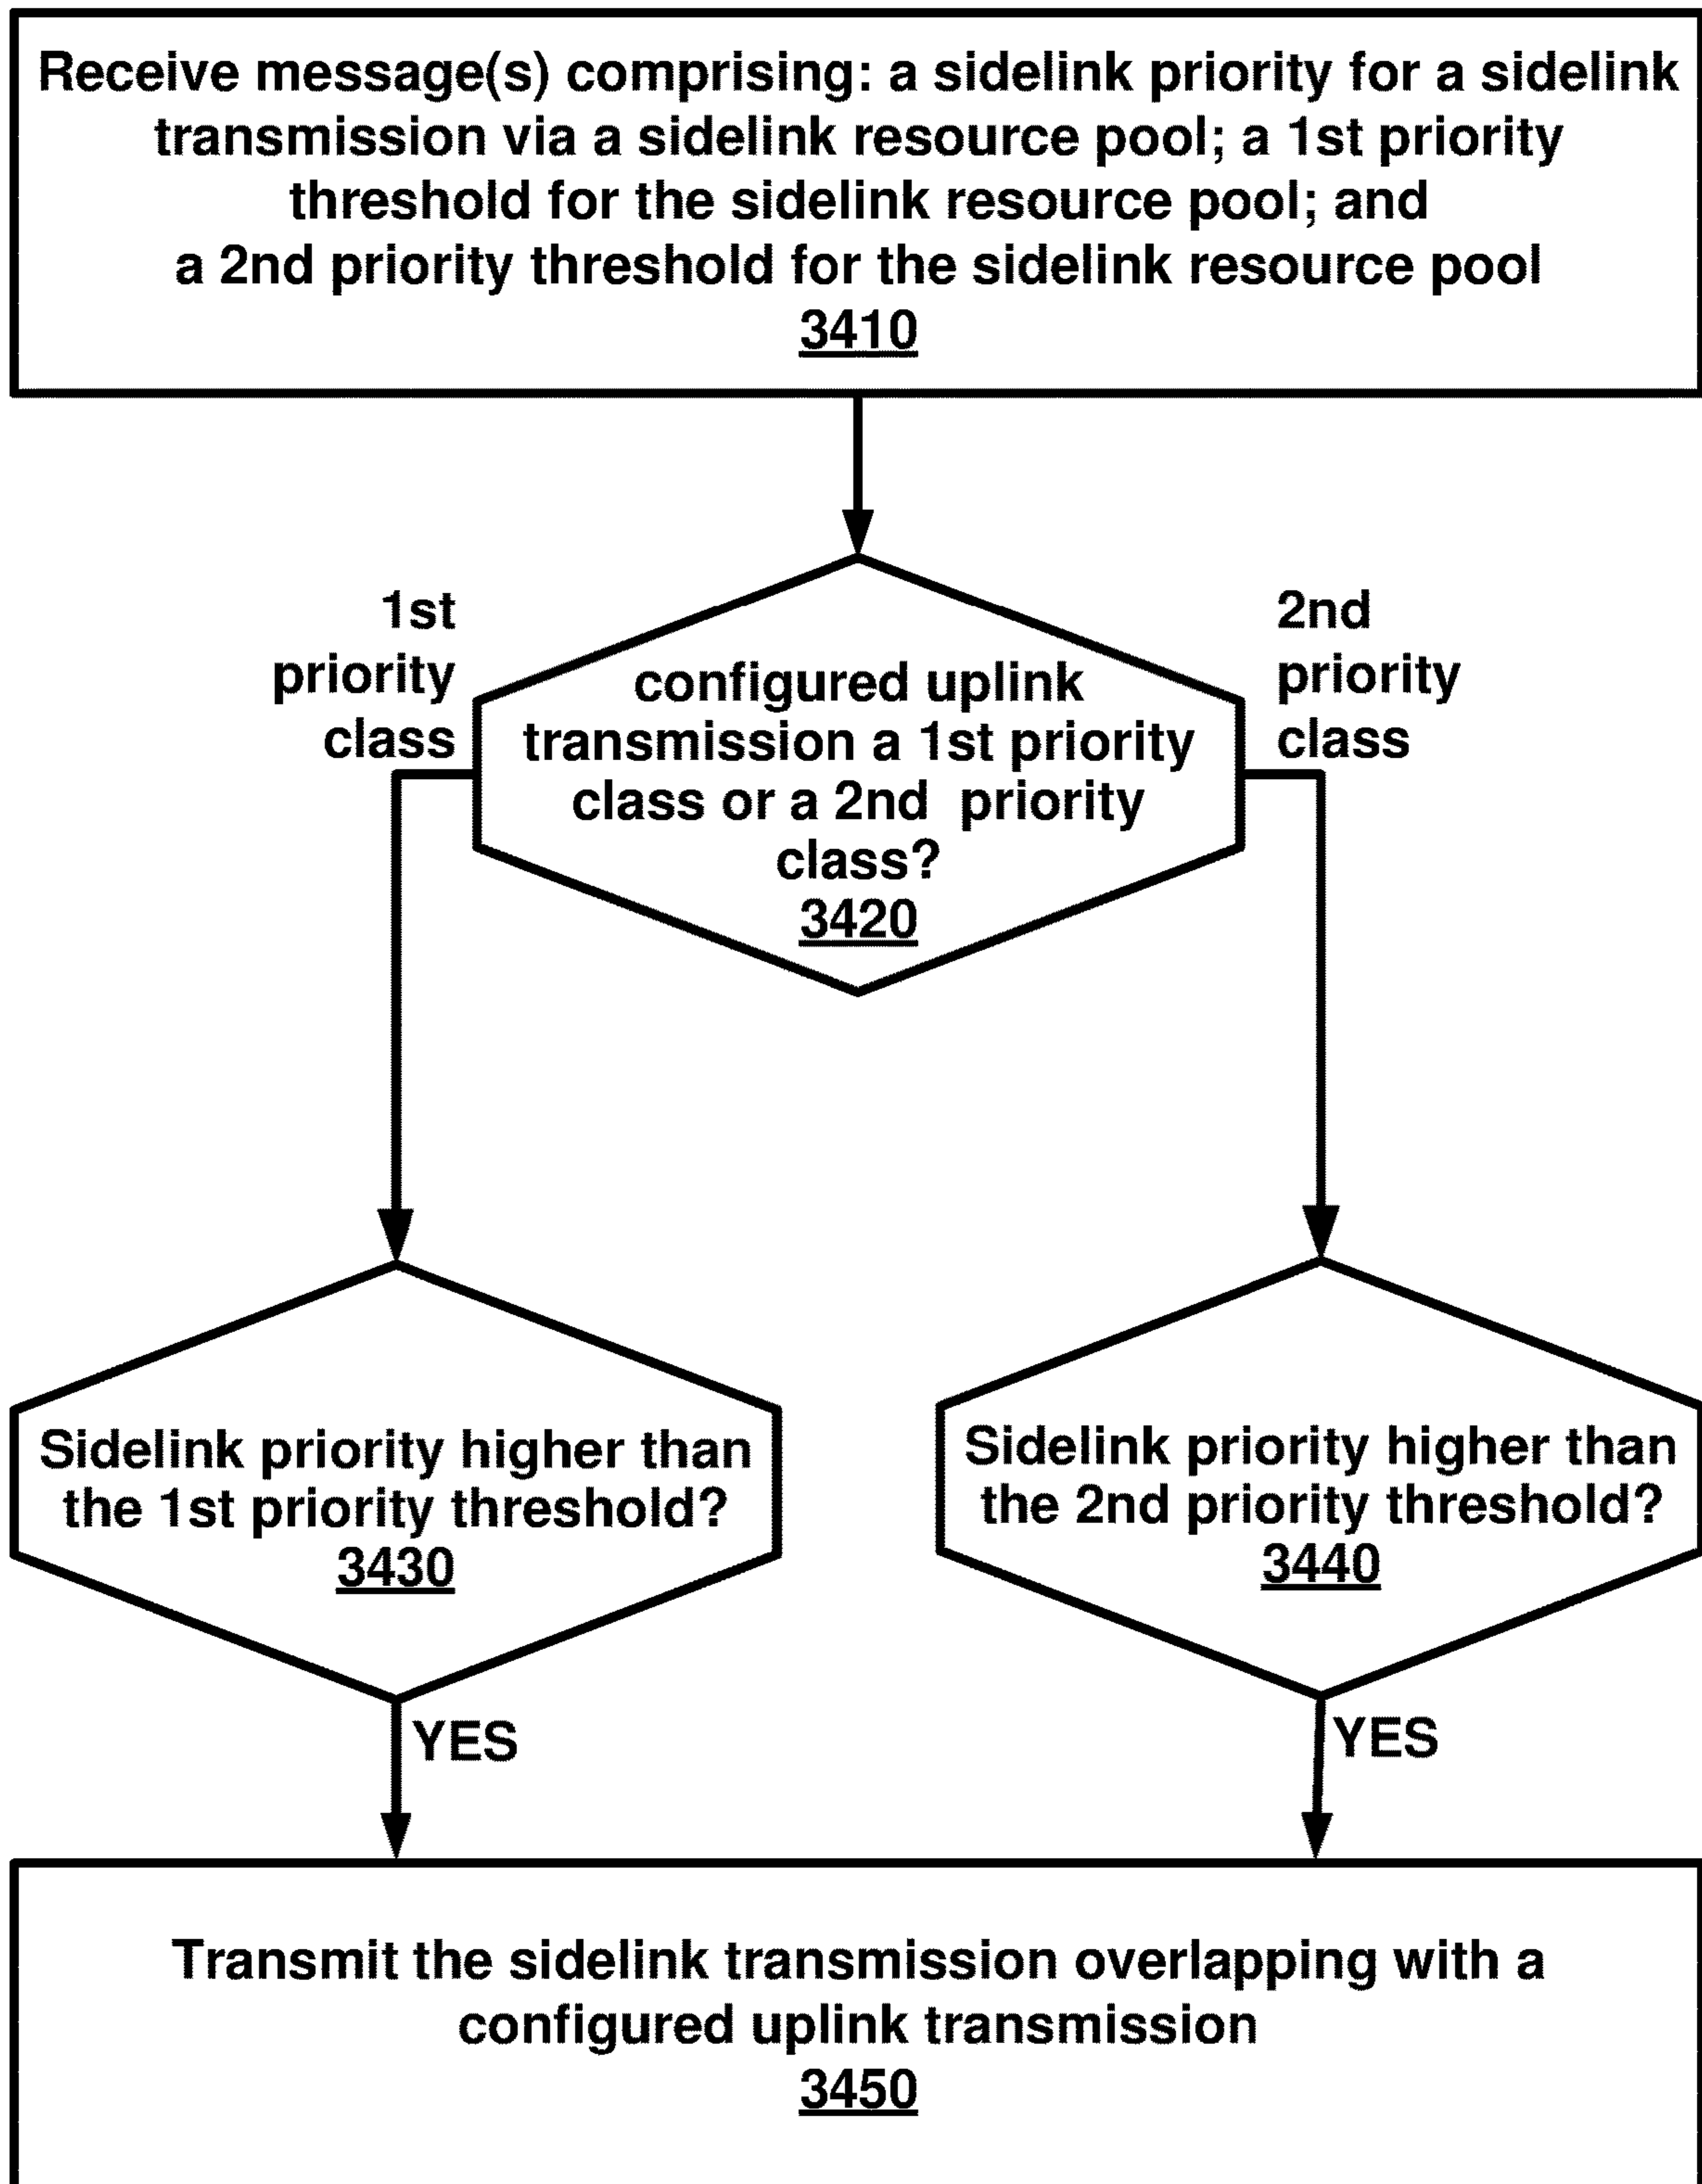 Receive message(s) comprising: a sidelink priority for a sidelink
transmission via a sidelink resource pool; a 1st priority
threshold for the sidelink resource pool; and
a 2nd priority threshold for the sidelink resource pool
3410
1st
priority
class
2nd
priority
class
configured uplink
transmission a 1st priority
class or a 2nd priority
class?
3420
Sidelink priority higher than
the 1st priority threshold?
3430
Sidelink priority higher than
the 2nd priority threshold?
3440
YES
YES
Transmit the sidelink transmission overlapping with a
configured uplink transmission
3450